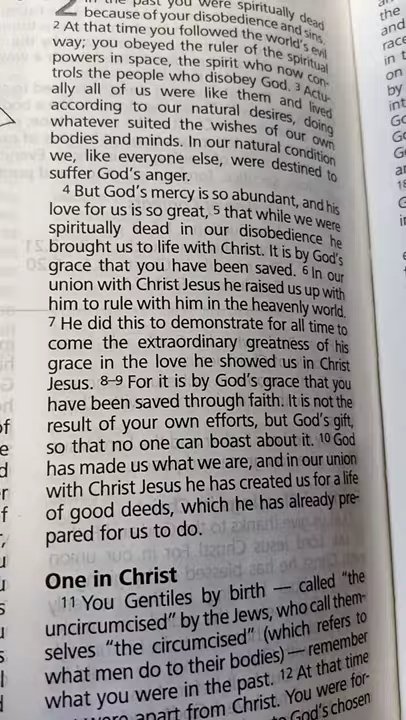 2 In the past you were spiritually dead
because of your disobedience and sins.
2 At that time you followed the world's evil
way; you obeyed the ruler of the spiritual
powers in space, the spirit who now con-
trols the people who disobey God. 3 Actu-
ally all of us were like them and lived
according to our natural desires, doing
whatever suited the wishes of our own
bodies and minds. In our natural condition
we, like everyone else, were destined to
suffer God's anger.
4 But God's mercy is so abundant, and his
love for us is so great, 5 that while we were
spiritually dead in our disobedience he
brought us to life with Christ. It is by God's
grace that you have been saved. 6 In our
union with Christ Jesus he raised us up with
him to rule with him in the heavenly world.
7 He did this to demonstrate for all time to
come the extraordinary greatness of his
grace in the love he showed us in Christ
Jesus. 8–9 For it is by God's grace that you
have been saved through faith. It is not the
result of your own efforts, but God's gift,
so that no one can boast about it. 10 God
has made us what we are, and in our union
with Christ Jesus he has created us for a life
of good deeds, which he has already pre-
pared for us to do.
One in Christ
11 You Gentiles by birth — called "the
uncircumcised" by the Jews, who call them-
selves "the circumcised" (which refers to
what men do to their bodies) — remember
what you were in the past. 12 At that time
were apart from Christ. You were for-
God's chosen